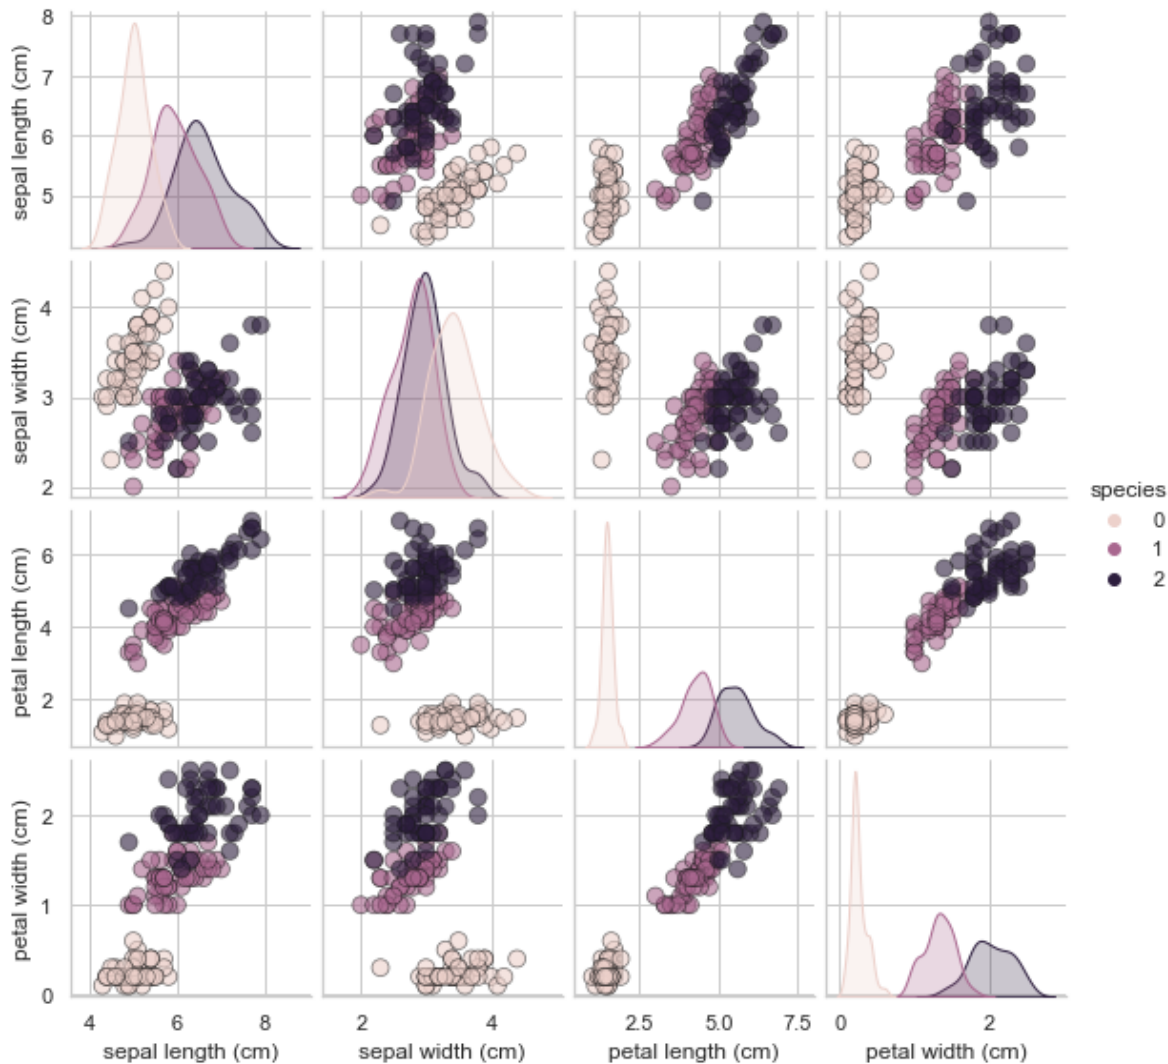 sepal length (cm)
8
7
6
5
sepal width (cm)
4
3
2
petal length (cm)
6
4
2
petal width (cm)
2
1
0
4 6 8
2 4
2.5 5.0 7.5
0 2
sepal length (cm)
sepal width (cm)
petal length (cm)
petal width (cm)
species
0
1
2